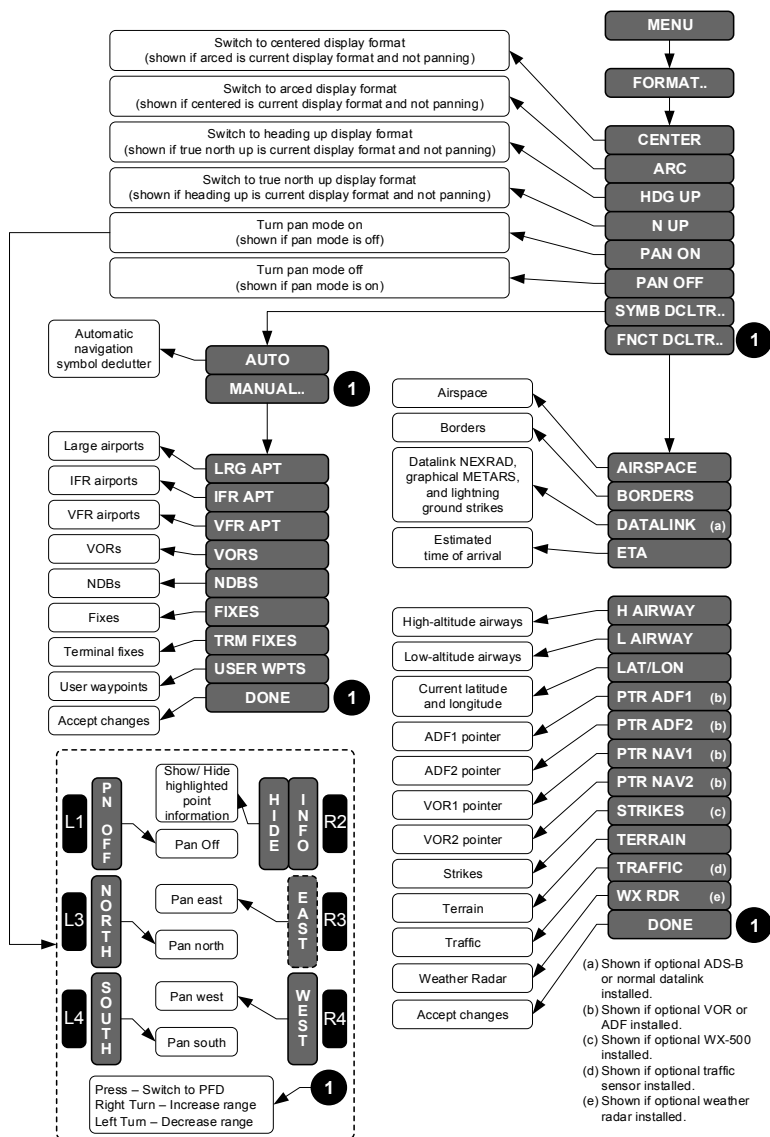 MENU
FORMAT..
Switch to centered display format
(shown if arced is current display format and not panning)
Switch to arced display format
(shown if centered is current display format and not panning)
Switch to heading up display format
(shown if true north up is current display format and not panning)
Switch to true north up display format
(shown if heading up is current display format and not panning)
Turn pan mode on
(shown if pan mode is off)
Turn pan mode off
(shown if pan mode is on)
CENTER
ARC
HDG UP
N UP
PAN ON
PAN OFF
SYMB DCLTR..
FNCT DCLTR..
1
Automatic
navigation
symbol declutter
AUTO
MANUAL..
1
Large airports
IFR airports
VFR airports
VORs
NDBs
Fixes
Terminal fixes
User waypoints
Accept changes
LRG APT
IFR APT
VFR APT
VORS
NDBS
FIXES
TRM FIXES
USER WPTS
DONE
1
Airspace
Borders
Datalink NEXRAD,
graphical METARS,
and lightning
ground strikes
Estimated
time of arrival
AIRSPACE
BORDERS
DATALINK (a)
ETA
High-altitude airways
Low-altitude airways
Current latitude
and longitude
ADF1 pointer
ADF2 pointer
VOR1 pointer
VOR2 pointer
Strikes
Terrain
Traffic
Weather Radar
Accept changes
H AIRWAY
L AIRWAY
LAT/LON
PTR ADF1 (b)
PTR ADF2 (b)
PTR NAV1 (b)
PTR NAV2 (b)
STRIKES (c)
TERRAIN
TRAFFIC (d)
WX RDR (e)
DONE
1
(a) Shown if optional ADS-B
or normal datalink
installed.
(b) Shown if optional VOR or
ADF installed.
(c) Shown if optional WX-500
installed.
(d) Shown if optional traffic
sensor installed.
(e) Shown if optional weather
radar installed.
L1
PN OFF
Pan Off
Show/ Hide
highlighted
point
information
HIDE
INFO
R2
L3
NORTH
Pan north
Pan east
EAST
R3
L4
SOUTH
Pan south
Pan west
WEST
R4
Press – Switch to PFD
Right Turn – Increase range
Left Turn – Decrease range
1